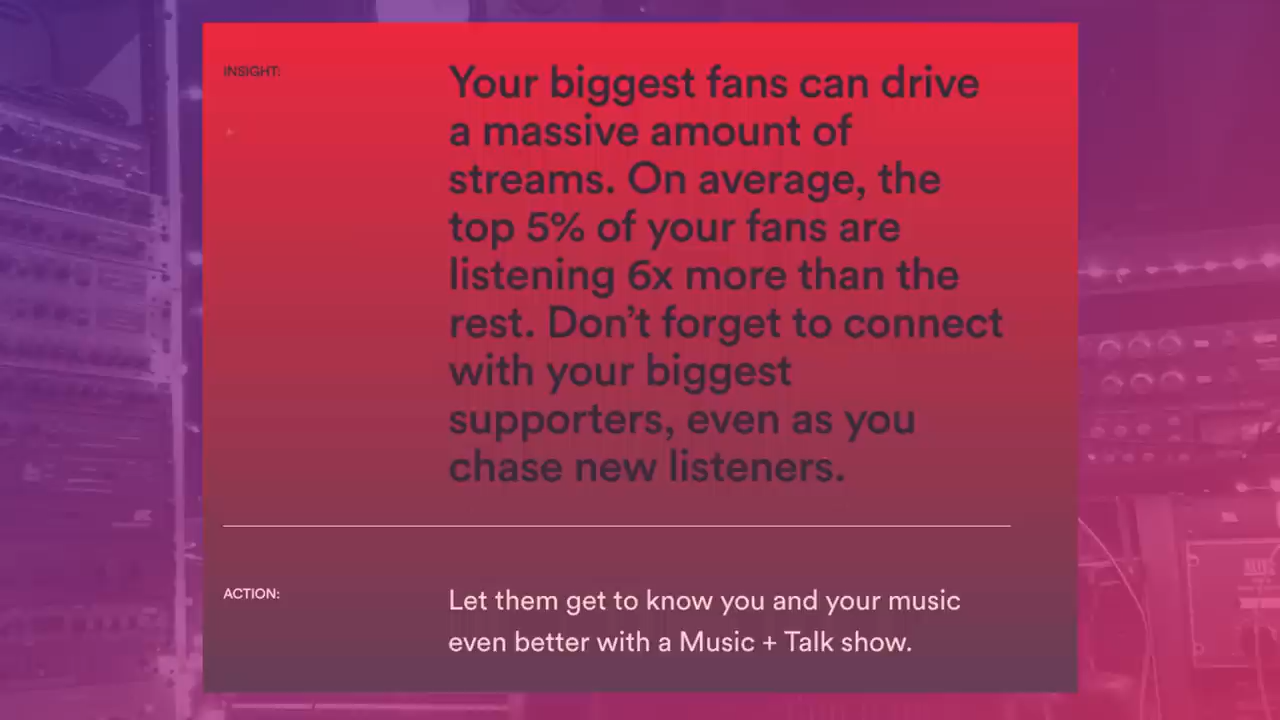 INSIGHT:
Your biggest fans can drive
a massive amount of
streams. On average, the
top 5% of your fans are
listening 6x more than the
rest. Don’t forget to connect
with your biggest
supporters, even as you
chase new listeners.
ACTION:
Let them get to know you and your music
even better with a Music + Talk show.